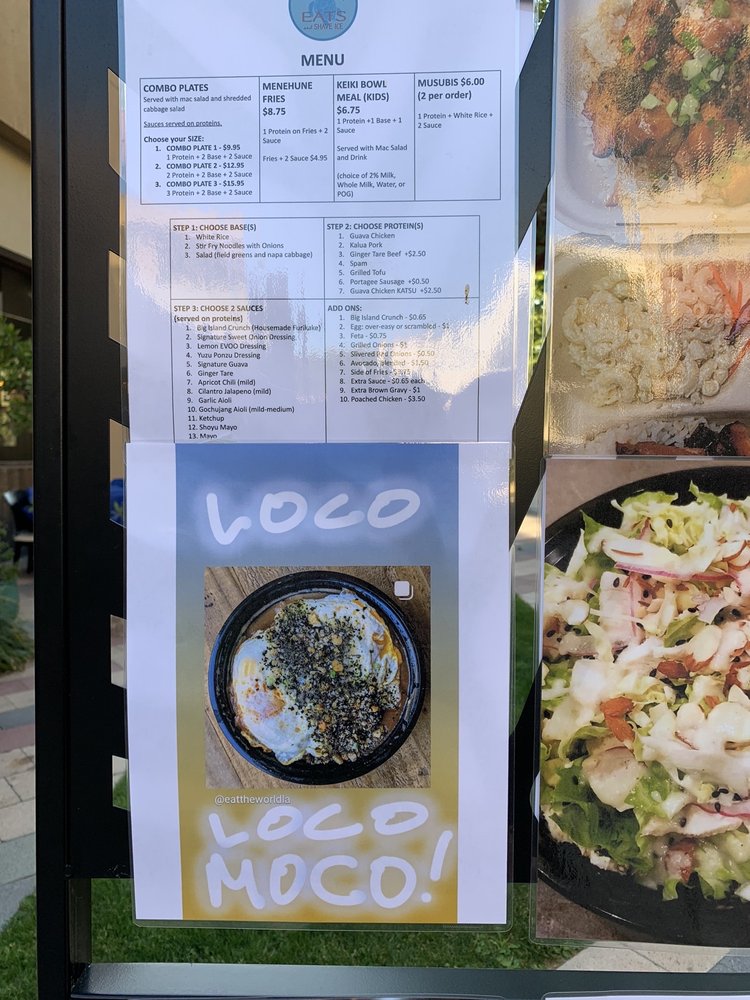 EATS
and SHAVE ICE
MENU
COMBO PLATES
Served with mac salad and shredded
cabbage salad
Sauces served on proteins.
Choose your SIZE:
1. COMBO PLATE 1 - $9.95
1 Protein + 2 Base + 2 Sauce
2. COMBO PLATE 2 - $12.95
2 Protein + 2 Base + 2 Sauce
3. COMBO PLATE 3 - $15.95
3 Protein + 2 Base + 2 Sauce
MENEHUNE
FRIES
$8.75
1 Protein on Fries + 2
Sauce
Fries + 2 Sauce $4.95
KEIKI BOWL
MEAL (KIDS)
$6.75
1 Protein +1 Base + 1
Sauce
Served with Mac Salad
and Drink
(choice of 2% Milk,
Whole Milk, Water, or
POG)
MUSUBIS $6.00
(2 per order)
1 Protein + White Rice +
2 Sauce
STEP 1: CHOOSE BASE(S)
1. White Rice
2. Stir Fry Noodles with Onions
3. Salad (field greens and napa cabbage)
STEP 2: CHOOSE PROTEIN(S)
1. Guava Chicken
2. Kalua Pork
3. Ginger Tare Beef +$2.50
4. Spam
5. Grilled Tofu
6. Portagee Sausage +$0.50
7. Guava Chicken KATSU +$2.50
STEP 3: CHOOSE 2 SAUCES
(served on proteins)
1. Big Island Crunch (Housemade Furikake)
2. Signature Sweet Onion Dressing
3. Lemon EVOO Dressing
4. Yuzu Ponzu Dressing
5. Signature Guava
6. Ginger Tare
7. Apricot Chili (mild)
8. Cilantro Jalapeno (mild)
9. Garlic Aioli
10. Gochujang Aioli (mild-medium)
11. Ketchup
12. Shoyu Mayo
13. Mayo
ADD ONS:
1. Big Island Crunch - $0.65
2. Egg: over-easy or scrambled - $1
3. Feta - $0.75
4. Grilled Onions - $1
5. Slivered Red Onions - $0.50
6. Avocado, - $1.50
7. Side of Fries -
8. Extra Sauce - $0.65 each
9. Extra Brown Gravy - $1
10. Poached Chicken - $3.50
LOCO
@eattheworldla
LOCO
MOCO!